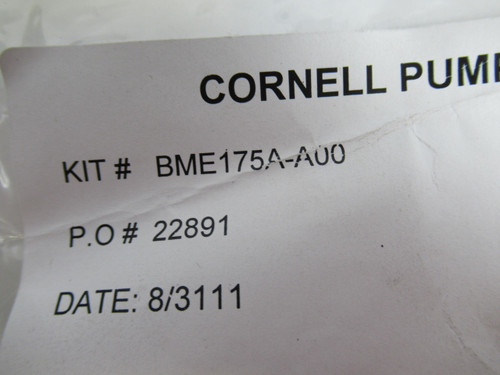 CORNELL PUMP
KIT # BME175A-A00
P.O # 22891
DATE: 8/3111